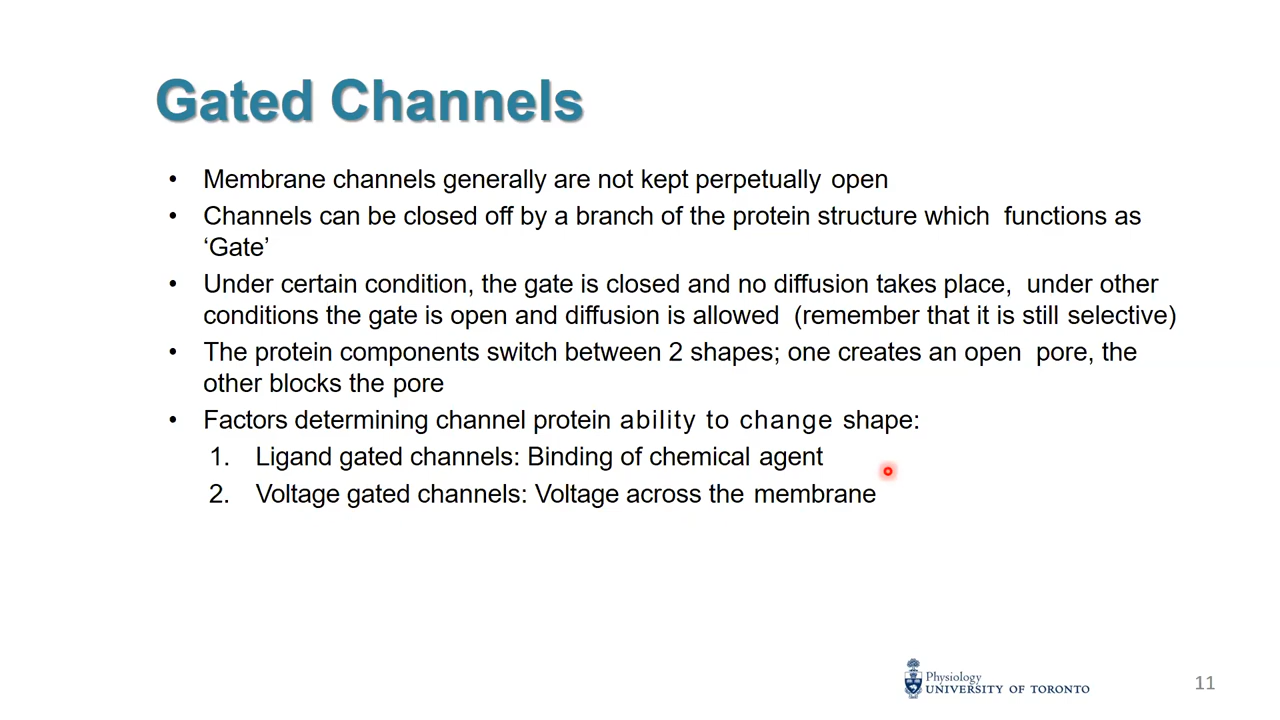 Gated Channels
• Membrane channels generally are not kept perpetually open
• Channels can be closed off by a branch of the protein structure which functions as
‘Gate’
• Under certain condition, the gate is closed and no diffusion takes place, under other
conditions the gate is open and diffusion is allowed (remember that it is still selective)
• The protein components switch between 2 shapes; one creates an open pore, the
other blocks the pore
• Factors determining channel protein ability to change shape:
1. Ligand gated channels: Binding of chemical agent
2. Voltage gated channels: Voltage across the membrane
Physiology
UNIVERSITY OF TORONTO
11